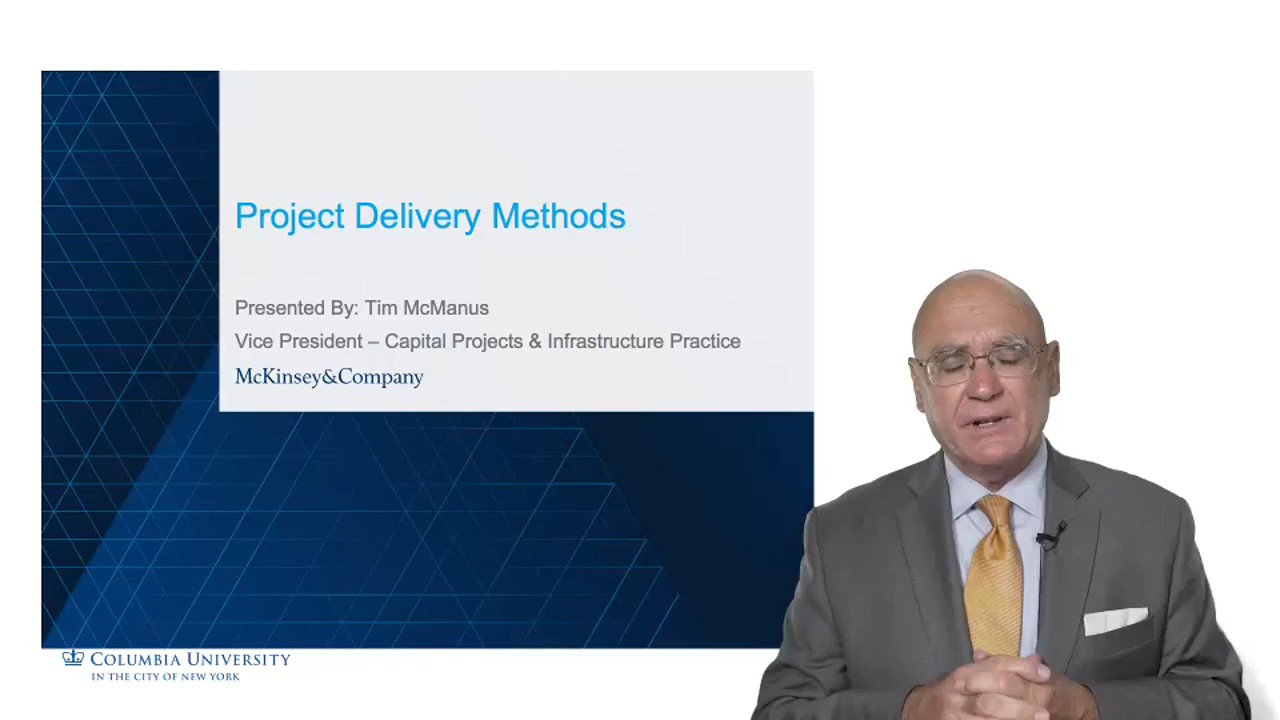 Project Delivery Methods
Presented By: Tim McManus
Vice President – Capital Projects & Infrastructure Practice
McKinsey&Company
COLUMBIA UNIVERSITY
IN THE CITY OF NEW YORK